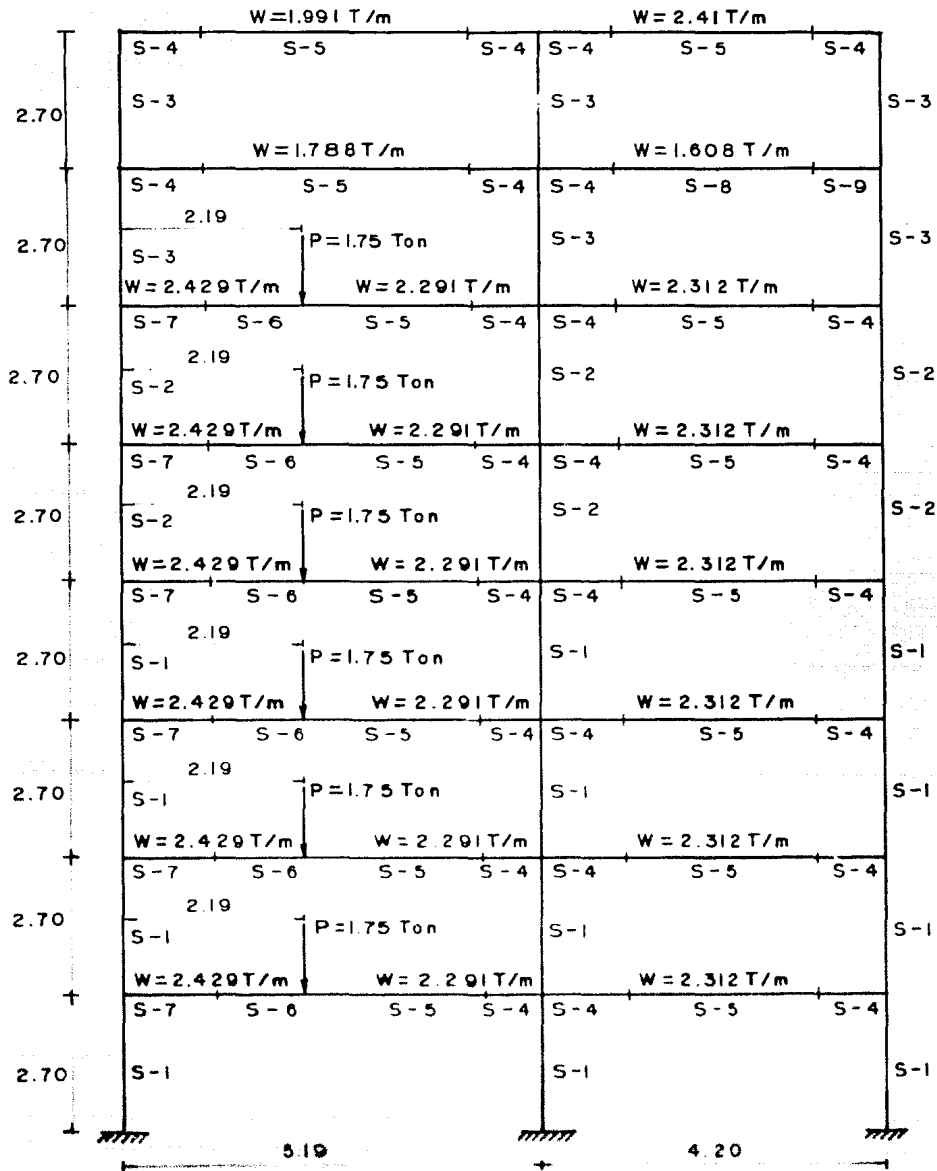 W=1.991 T/m W=2.41 T/m
S-4 S-5 S-4 S-4 S-5 S-4
2.70 S-3 S-3 S-3
W=1.788 T/m W=1.608 T/m
S-4 S-5 S-4 S-4 S-8 S-9
2.19
2.70 S-3 P=1.75 Ton S-3 S-3
W=2.429 T/m W=2.291 T/m W=2.312 T/m
S-7 S-6 S-5 S-4 S-4 S-5 S-4
2.19
2.70 S-2 P=1.75 Ton S-2 S-2
W=2.429 T/m W=2.291 T/m W=2.312 T/m
S-7 S-6 S-5 S-4 S-4 S-5 S-4
2.19
2.70 S-2 P=1.75 Ton S-2 S-2
W=2.429 T/m W=2.291 T/m W=2.312 T/m
S-7 S-6 S-5 S-4 S-4 S-5 S-4
2.19
2.70 S-1 P=1.75 Ton S-1 S-1
W=2.429 T/m W=2.291 T/m W=2.312 T/m
S-7 S-6 S-5 S-4 S-4 S-5 S-4
2.19
2.70 S-1 P=1.75 Ton S-1 S-1
W=2.429 T/m W=2.291 T/m W=2.312 T/m
S-7 S-6 S-5 S-4 S-4 S-5 S-4
2.19
2.70 S-1 P=1.75 Ton S-1 S-1
W=2.429 T/m W=2.291 T/m W=2.312 T/m
S-7 S-6 S-5 S-4 S-4 S-5 S-4
2.70 S-1 S-1 S-1
5.19 4.20